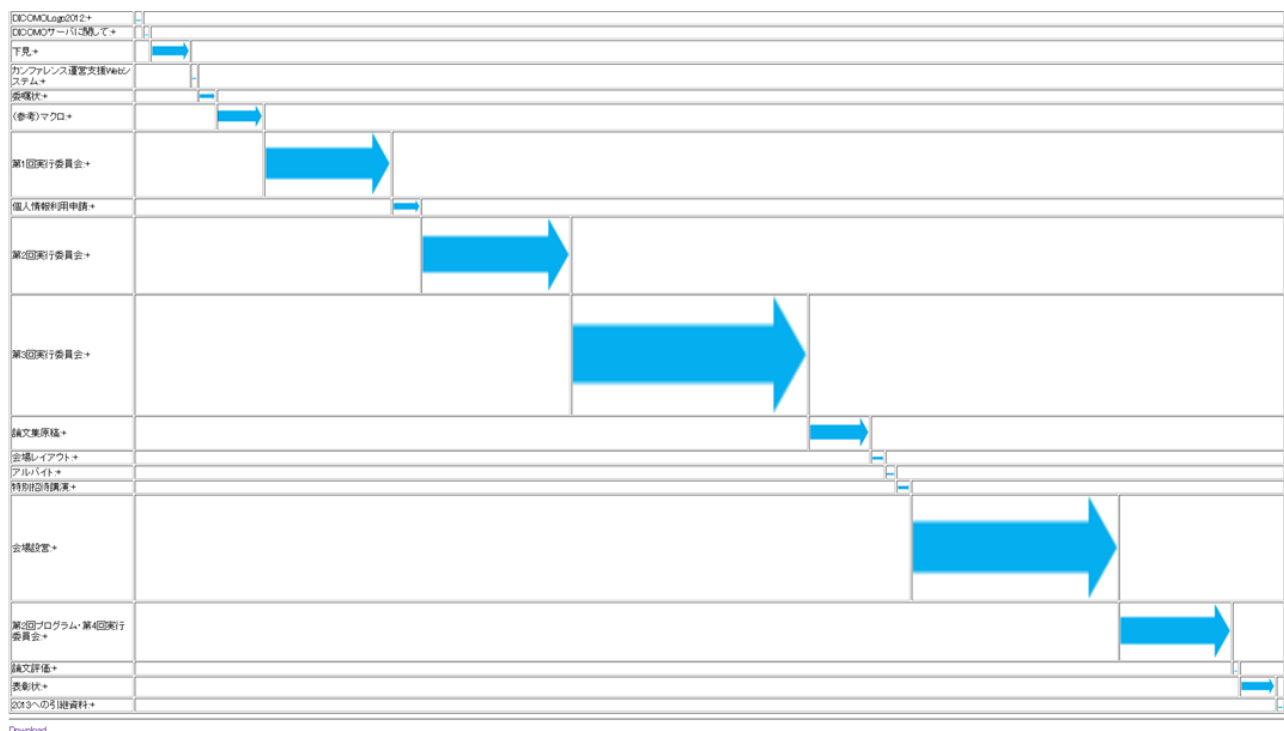 DICOMOLogo2012:+
DICOMOサーバに関して:+
下見:+
カンファレンス運営支援Webシ
ステム:+
委嘱状:+
(参考)マクロ:+
第1回実行委員会:+
個人情報利用申請:+
第2回実行委員会:+
第3回実行委員会:+
論文集原稿:+
会場レイアウト:+
アルバイト:+
特別招待講演:+
会場設営:+
第2回プログラム・第4回実行
委員会:+
論文評価:+
表彰状:+
2013への引継資料:+
Download